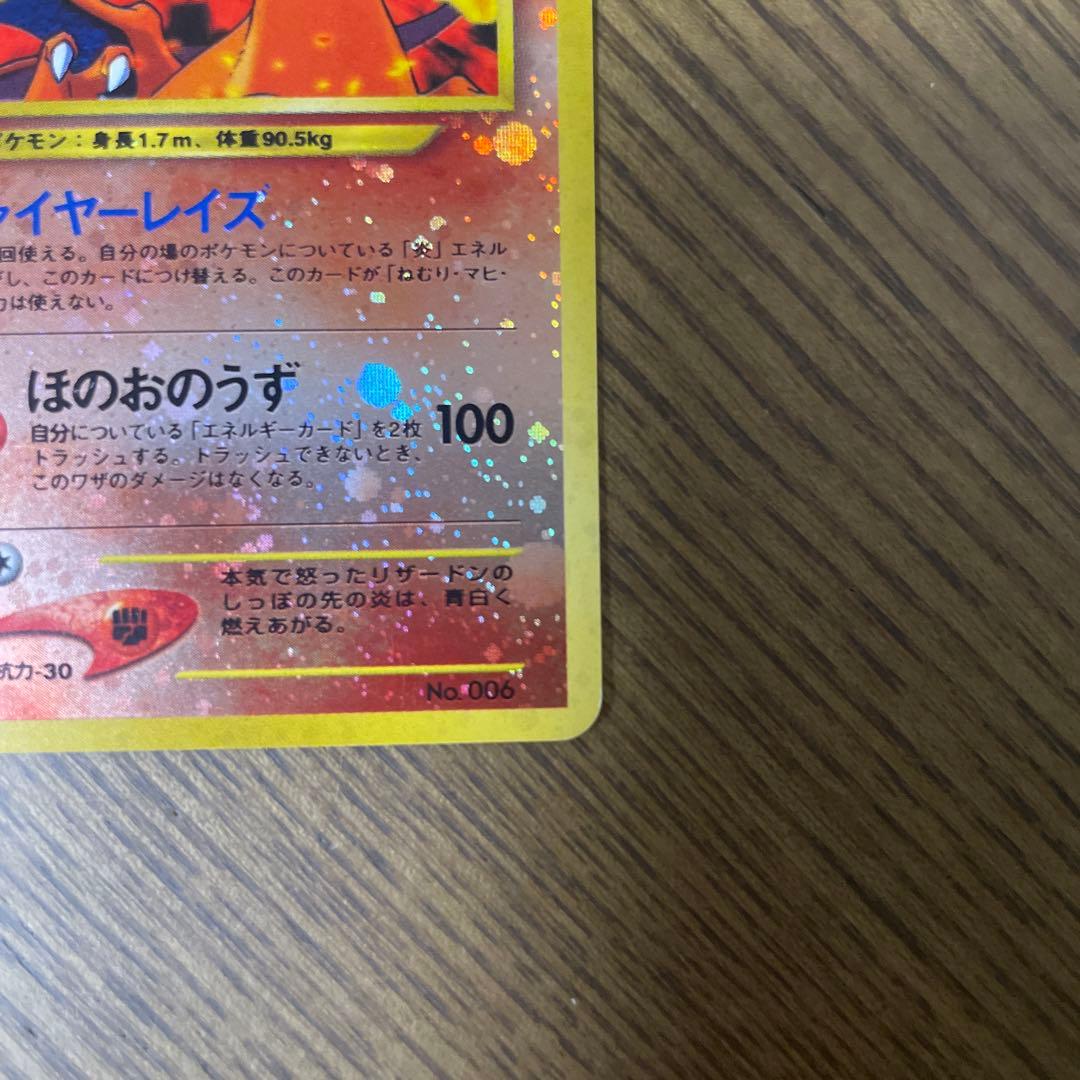 ケモン：身長1.7m、体重90.5kg
ァイヤーレイズ
回使える。自分の場のポケモンについている「炎」エネル
し、このカードにつけ替える。このカードが「ねむり・マヒ・
は使えない。
ほのおのうず
100
自分についている「エネルギーカード」を2枚
トラッシュする。トラッシュできないとき、
このワザのダメージはなくなる。
本気で怒ったリザードンの
しっぽの先の炎は、青白く
燃えあがる。
抗力-30
No. 006